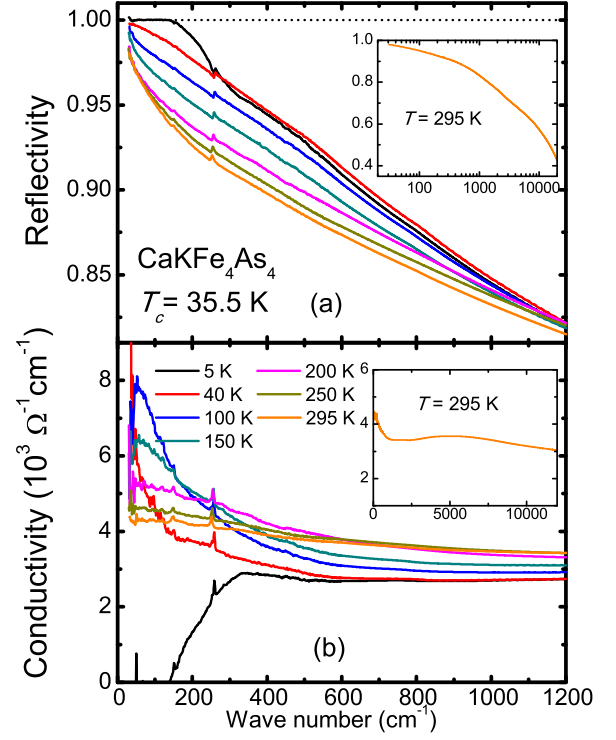 1.00
0.95
0.90
0.85
Reflectivity
1.0
0.8
0.6
0.4
T = 295 K
100
1000
10000
CaKFe₄As₄
T_c = 35.5 K
(a)
8
6
4
2
0
Conductivity (10³ Ω⁻¹cm⁻¹)
5 K
40 K
100 K
150 K
200 K
250 K
295 K
6
4
2
T = 295 K
0
5000
10000
(b)
0
200
400
600
800
1000
1200
Wave number (cm⁻¹)